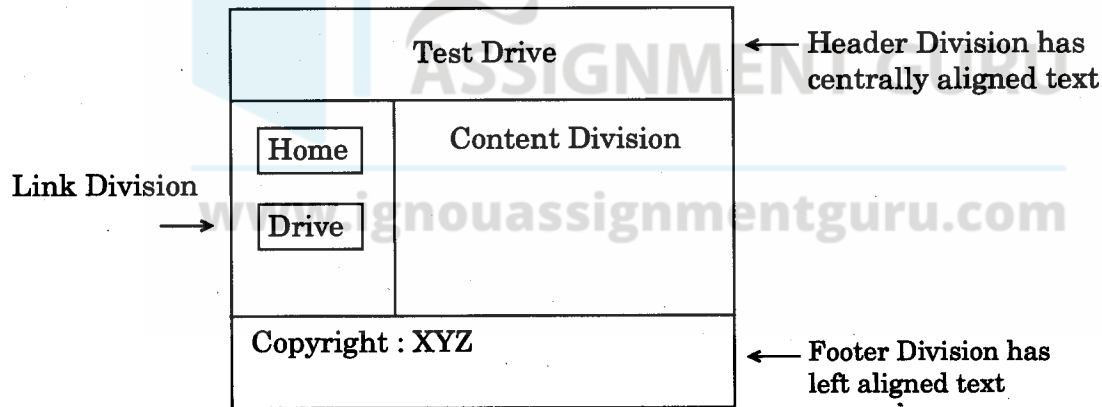 Test Drive
Header Division has
centrally aligned text
ASSIGNMENT GURU
Home
Content Division
Link Division
Drive
www.ignouassignmentguru.com
Copyright : XYZ
Footer Division has
left aligned text